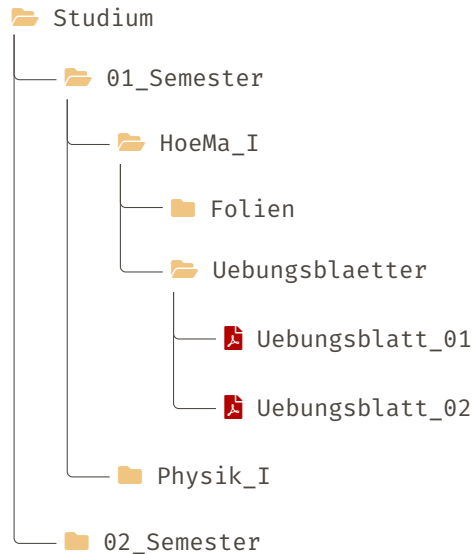 Studium
01_Semester
HoeMa_I
Folien
Uebungsblaetter
Uebungsblatt_01
Uebungsblatt_02
Physik_I
02_Semester